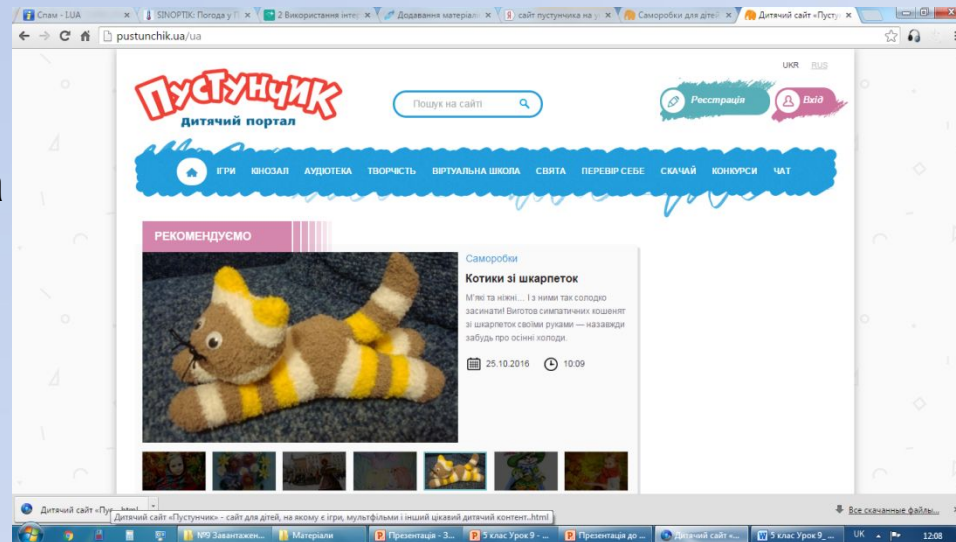 Спам - I.UA
SINOPTIK: Погода у П
2 Використання інтер
Додавання матеріал
сайт пустунчика на у
Саморобки для дітей
Дитячий сайт «Пусту
pustunchik.ua/ua
UKR RUS
ПУСТУНЧИК
Дитячий портал
Пошук на сайті
Реєстрація
Вхід
ІГРИ КІНОЗАЛ АУДІОТЕКА ТВОРЧІСТЬ ВІРТУАЛЬНА ШКОЛА СВЯТА ПЕРЕВІР СЕБЕ СКАЧАЙ КОНКУРСИ ЧАТ
РЕКОМЕНДУЄМО
Саморобки
Котики зі шкарпеток
М'які та ніжні... І з ними так солодко
засинати! Виготов симпатичних кошенят
зі шкарпеток своїми руками — назавжди
забудь про осінні холоди.
25.10.2016 10:09
Дитячий сайт «Пус
Все скачанные файлы...
Дитячий сайт «Пустунчик» - сайт для дітей, на якому є ігри, мультфільми і інший цікавий дитячий контент..html
№9 Завантажен...
Матеріали
Презентація - З...
5 клас Урок 9 - ...
Презентація до ...
Дитячий сайт «...
5 клас Урок 9_ ...
UK
12:08